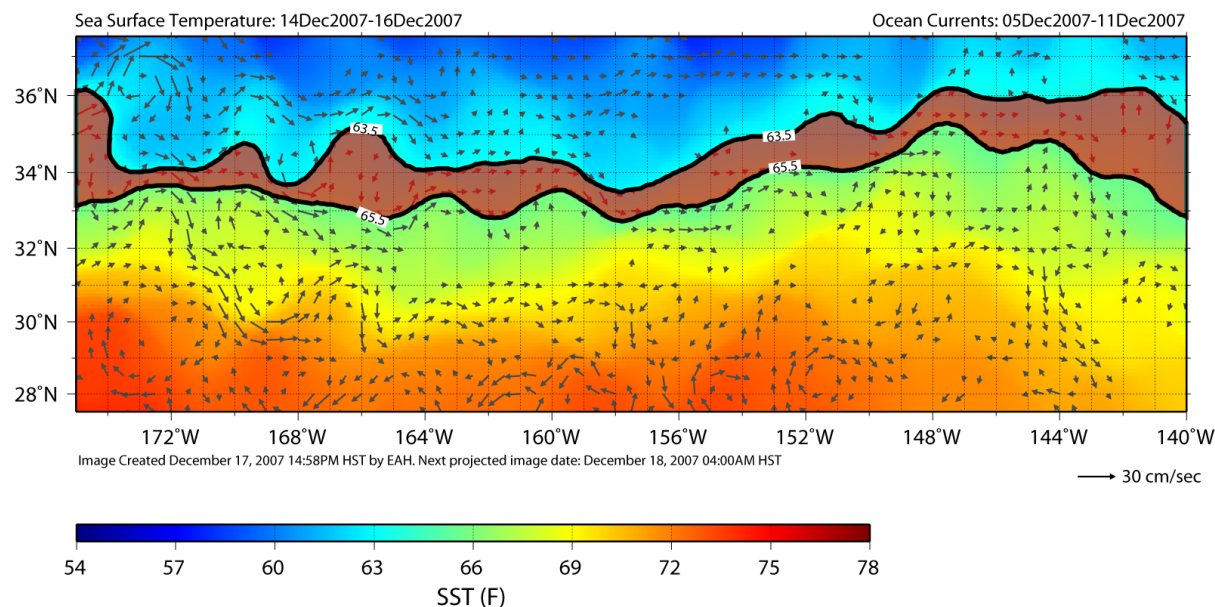 Sea Surface Temperature: 14Dec2007-16Dec2007 Ocean Currents: 05Dec2007-11Dec2007
36°N
63.5
63.5
34°N
65.5
65.5
32°N
30°N
28°N
172°W 168°W 164°W 160°W 156°W 152°W 148°W 144°W 140°W
Image Created December 17, 2007 14:58PM HST by EAH. Next projected image date: December 18, 2007 04:00AM HST
30 cm/sec
54 57 60 63 66 69 72 75 78
SST (F)